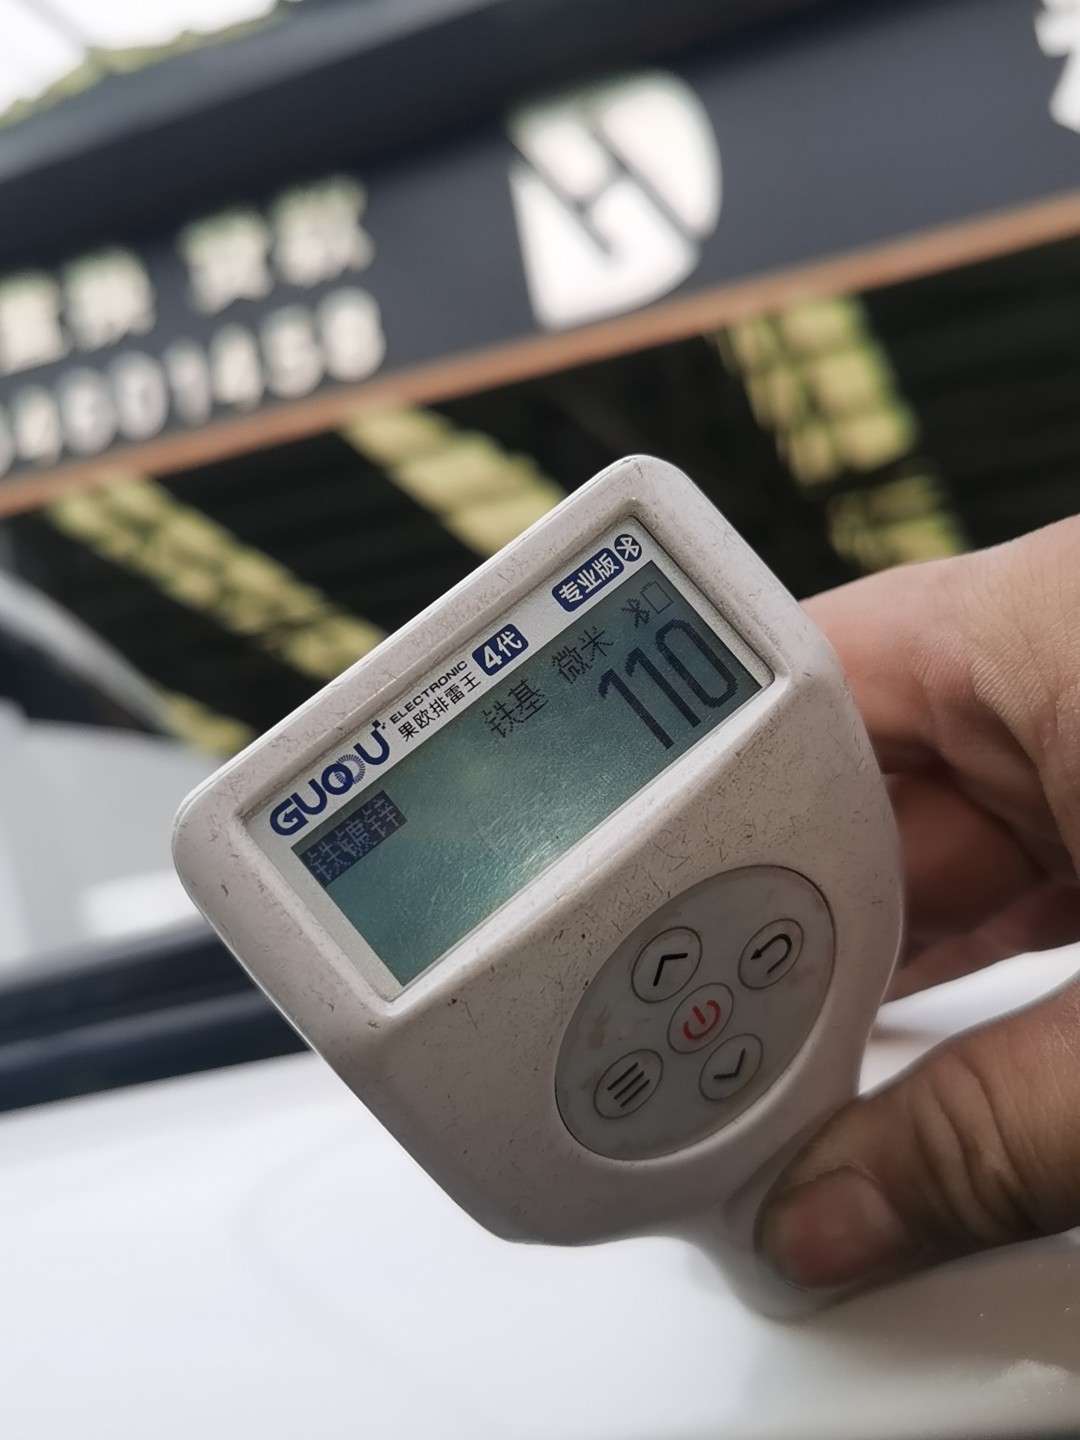 专业版
GUOOU
ELECTRONIC
果欧排雷王
4代
铁基 微米
110
铁镀锌